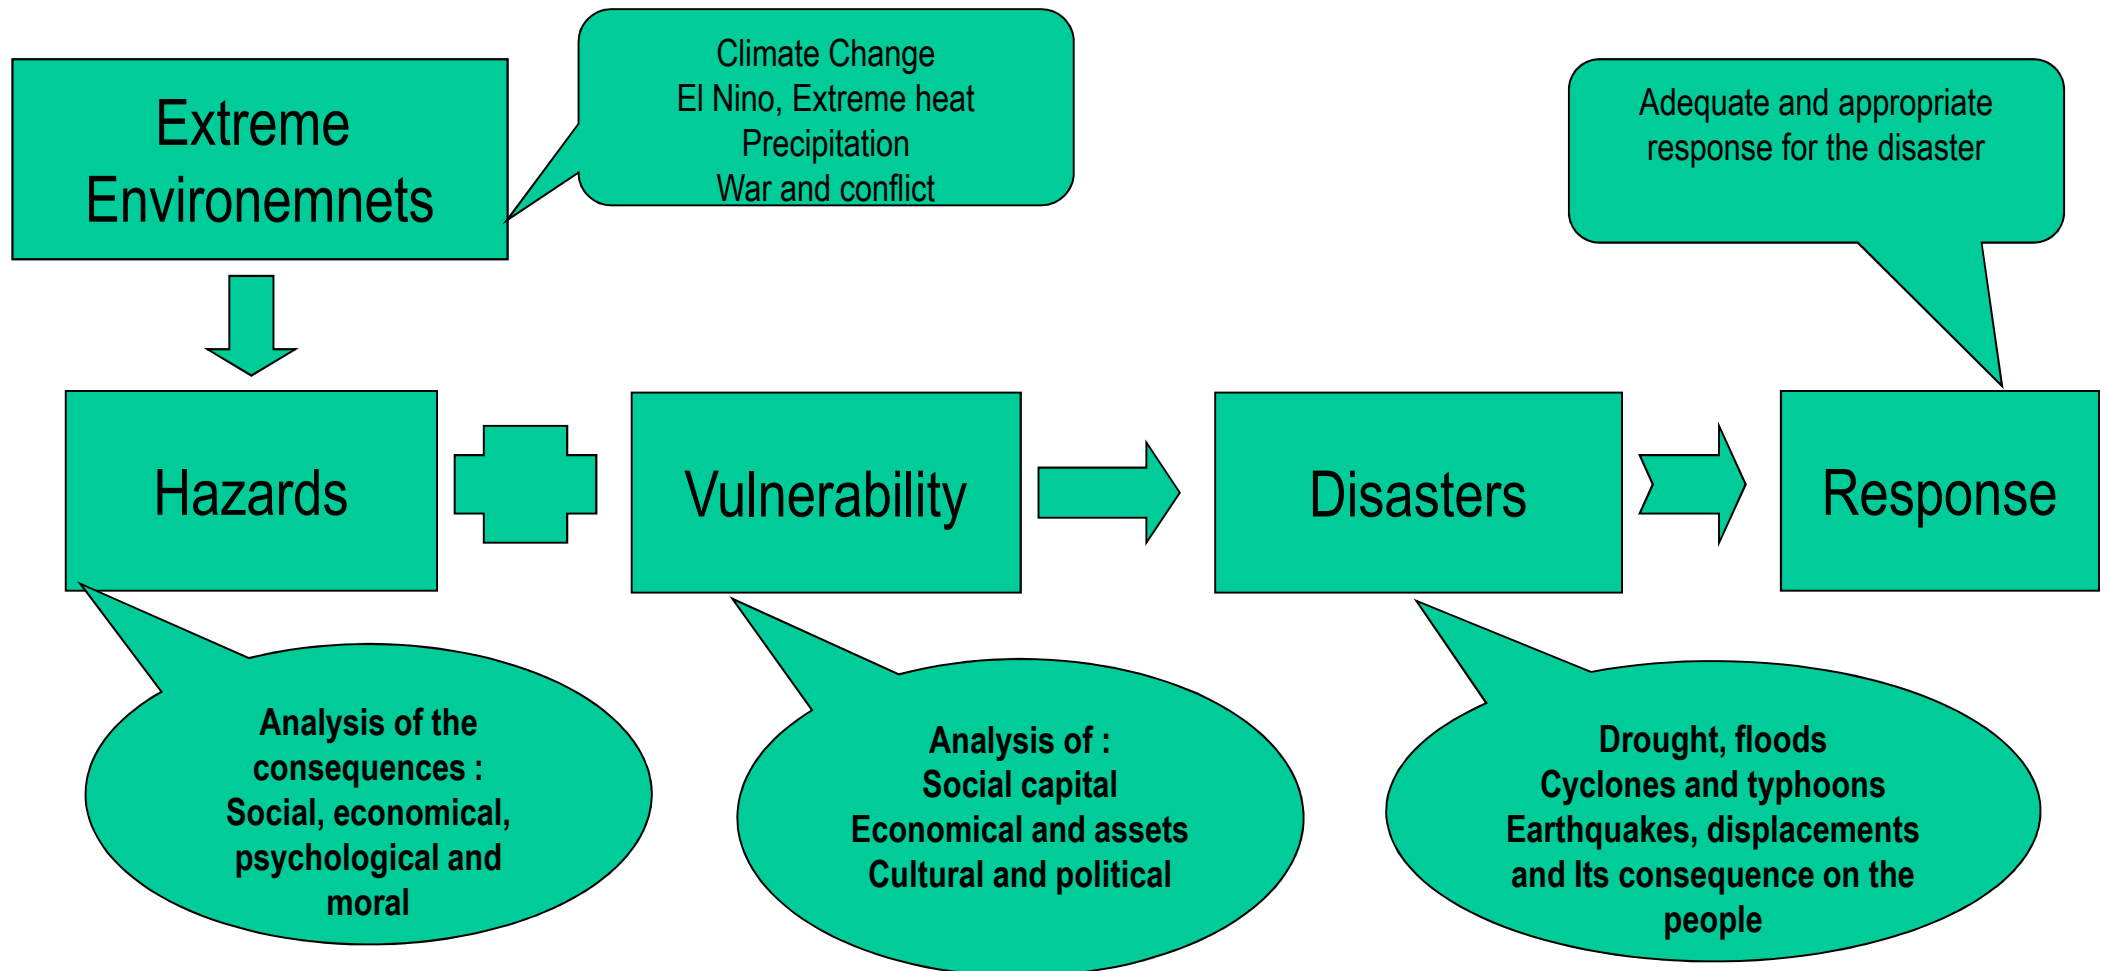 Extreme
Environemnets
Climate Change
El Nino, Extreme heat
Precipitation
War and conflict
Adequate and appropriate
response for the disaster
Hazards
Vulnerability
Disasters
Response
Analysis of the
consequences :
Social, economical,
psychological and
moral
Analysis of :
Social capital
Economical and assets
Cultural and political
Drought, floods
Cyclones and typhoons
Earthquakes, displacements
and Its consequence on the
people